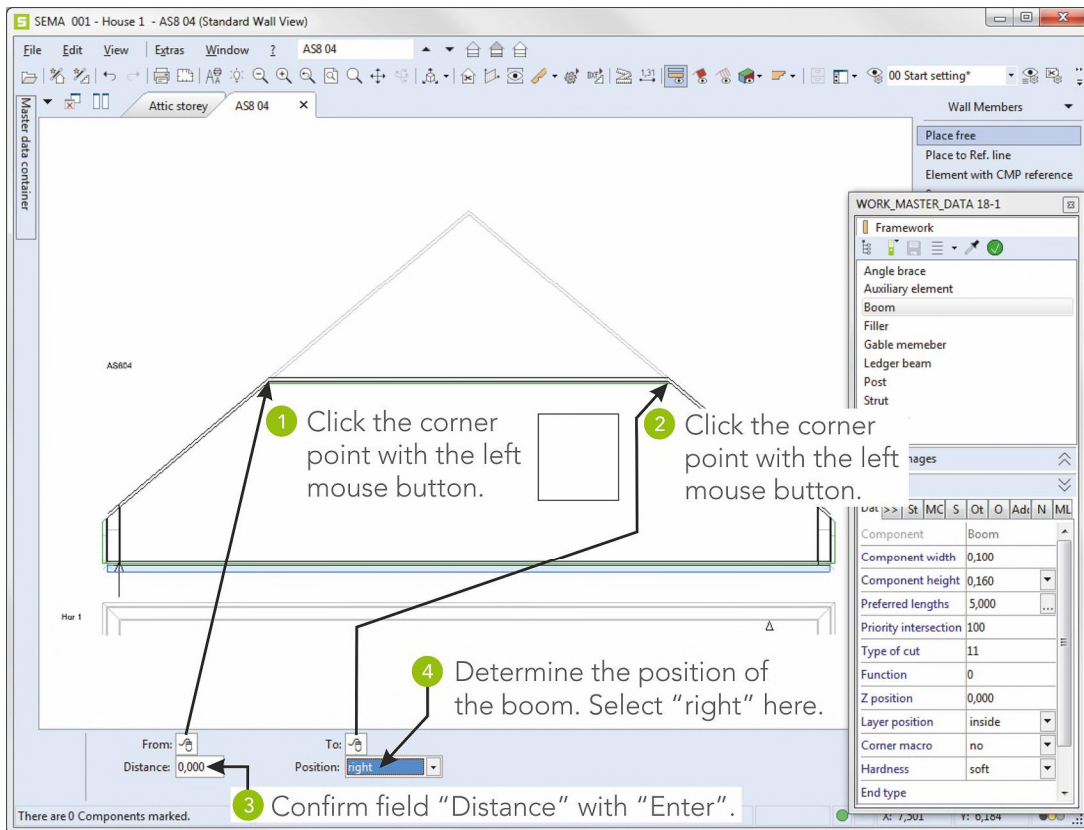 SEMA 001 - House 1 - AS8 04 (Standard Wall View)
File Edit View Extras Window ? AS8 04
00 Start setting*
Master data container
Attic storey AS8 04
Wall Members
Place free
Place to Ref. line
Element with CMP reference
WORK_MASTER_DATA 18-1
Framework
Angle brace
Auxiliary element
Boom
Filler
Gable memeber
Ledger beam
Post
Strut
AS804
1 Click the corner
point with the left
mouse button.
2 Click the corner
point with the left
mouse button.
Dat >> St MC S Ot O Add N ML
Component Boom
Component width 0,100
Component height 0,160
Preferred lengths 5,000
Priority intersection 100
Type of cut 11
Function 0
Z position 0,000
Layer position inside
Corner macro no
Hardness soft
End type
Har 1
4 Determine the position of
the boom. Select “right” here.
From: To:
Distance: 0,000 Position: right
3 Confirm field “Distance” with “Enter”.
There are 0 Components marked.
X: 7,501 Y: 6,184